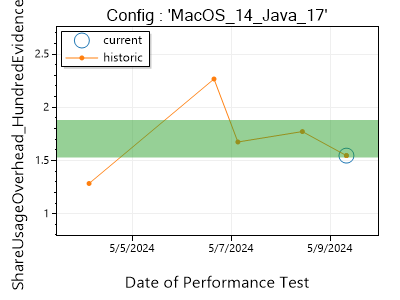 Config : 'MacOS_14_Java_17'
current
historic
ShareUsageOverhead_HundredEvidence
2.5
2
1.5
1
5/5/2024
5/7/2024
5/9/2024
Date of Performance Test